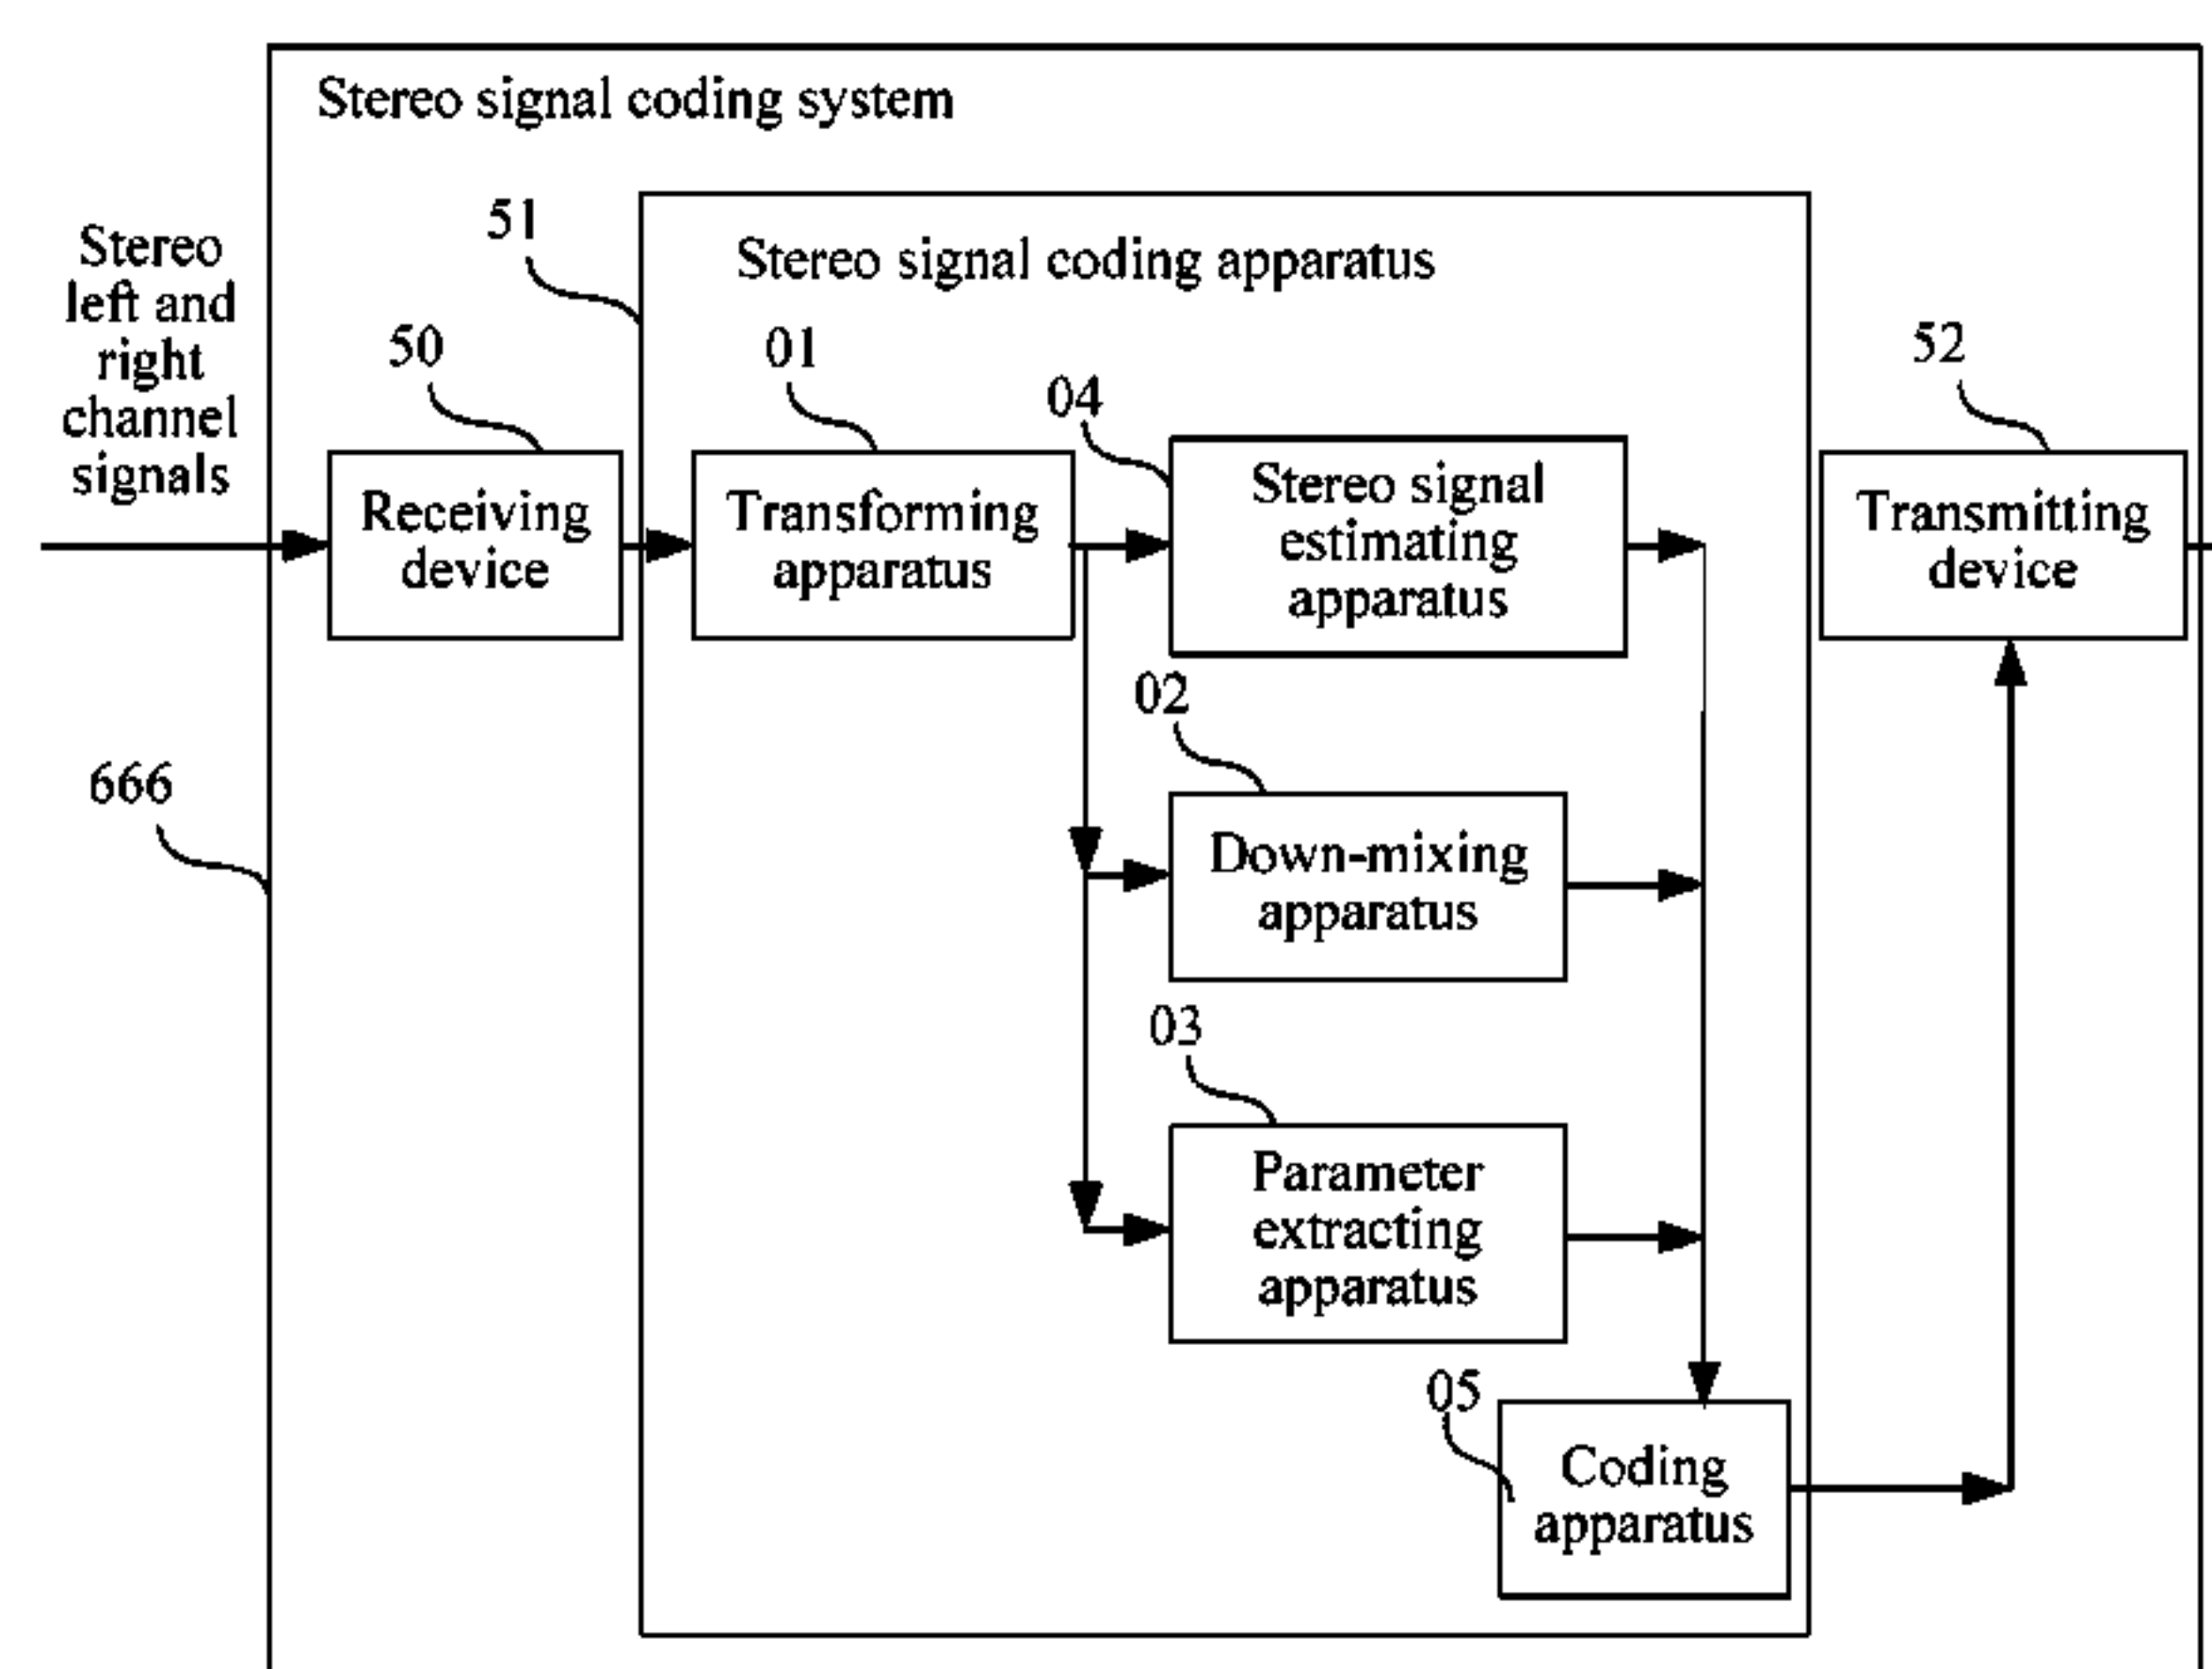 Stereo signal coding system
Stereo
left and
right
channel
signals
51
Stereo signal coding apparatus
50
01
04
52
Receiving
device
Transforming
apparatus
Stereo signal
estimating
apparatus
Transmitting
device
02
666
Down-mixing
apparatus
03
Parameter
extracting
apparatus
05
Coding
apparatus